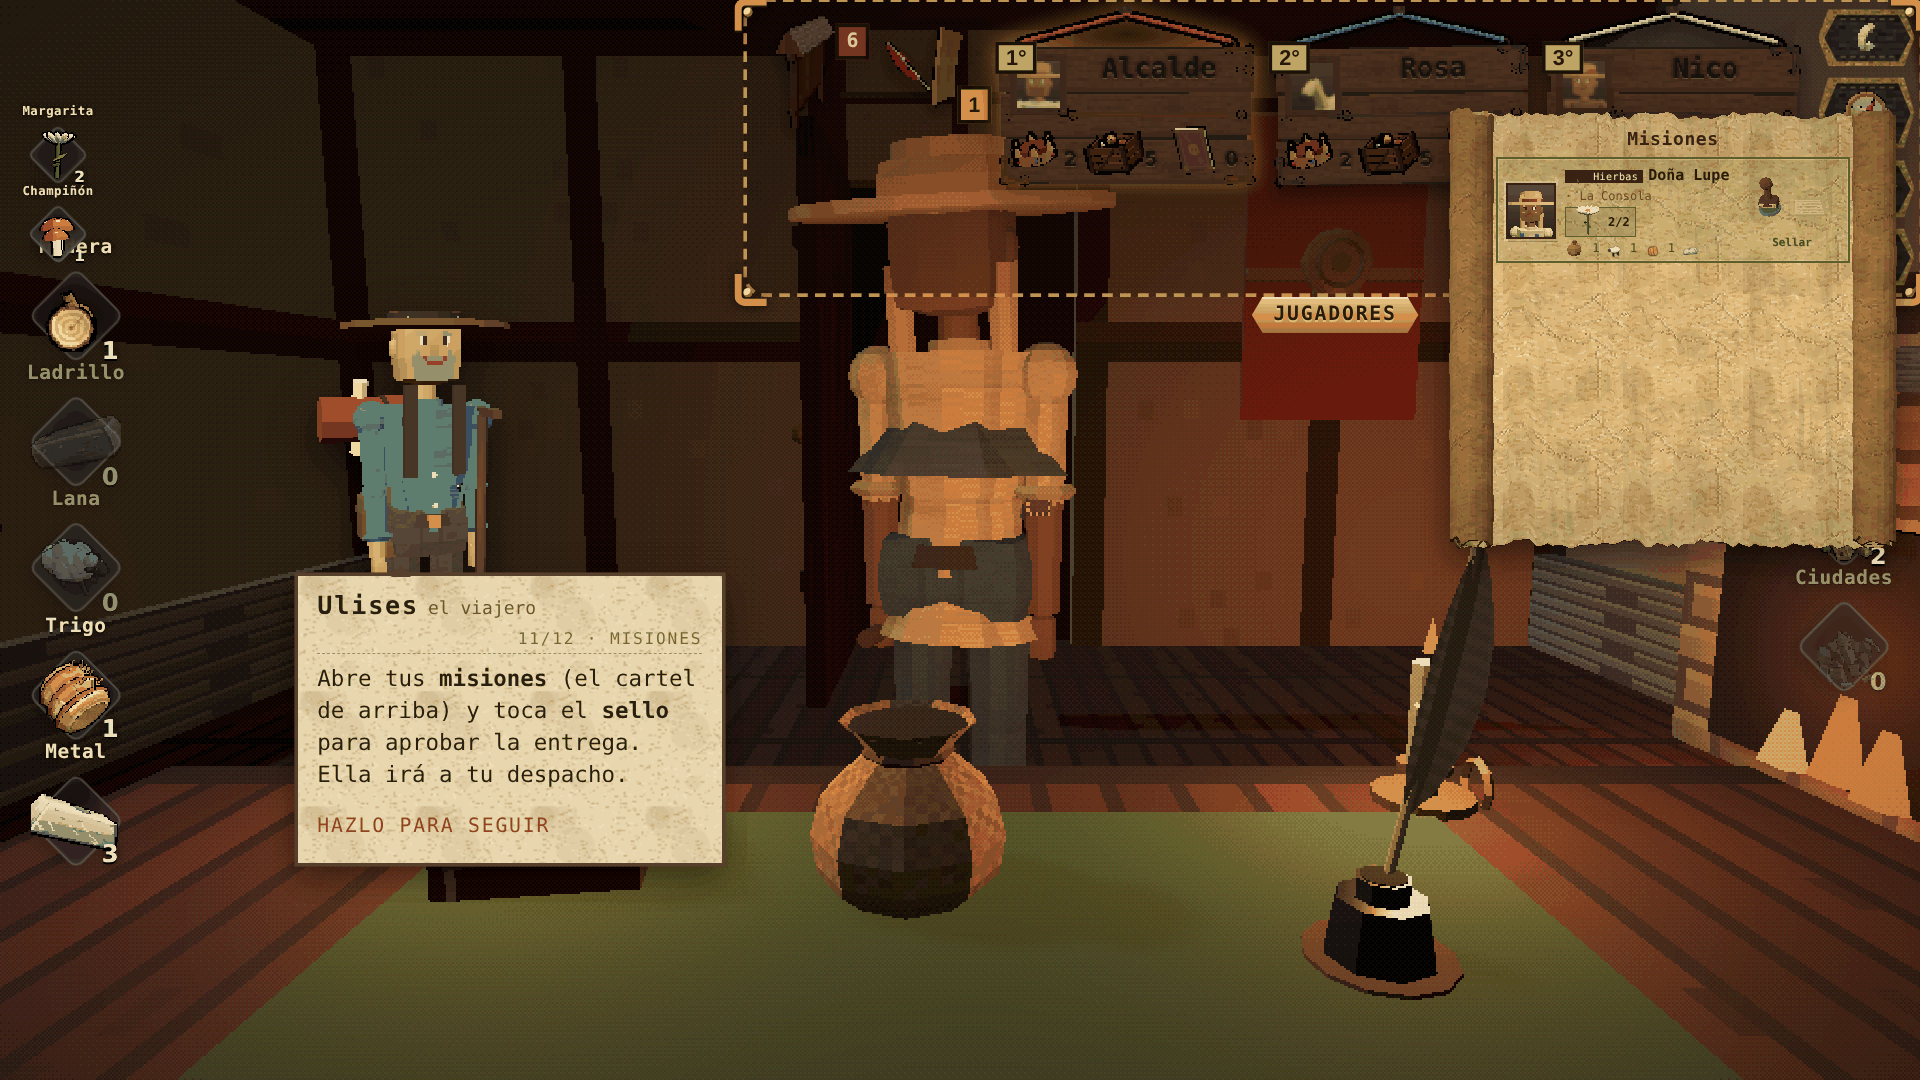 Margarita
2
Champiñón
1
era
1
Ladrillo
0
Lana
0
Trigo
1
Metal
3
6
1
1°
Alcalde
2
5
0
2°
Rosa
2
5
3°
Nico
JUGADORES
Misiones
Hierbas Doña Lupe
· La Consola
2/2
1 1 1
Sellar
2
Ciudades
0
Ulises el viajero
11/12 · MISIONES
Abre tus misiones (el cartel
de arriba) y toca el sello
para aprobar la entrega.
Ella irá a tu despacho.
HAZLO PARA SEGUIR